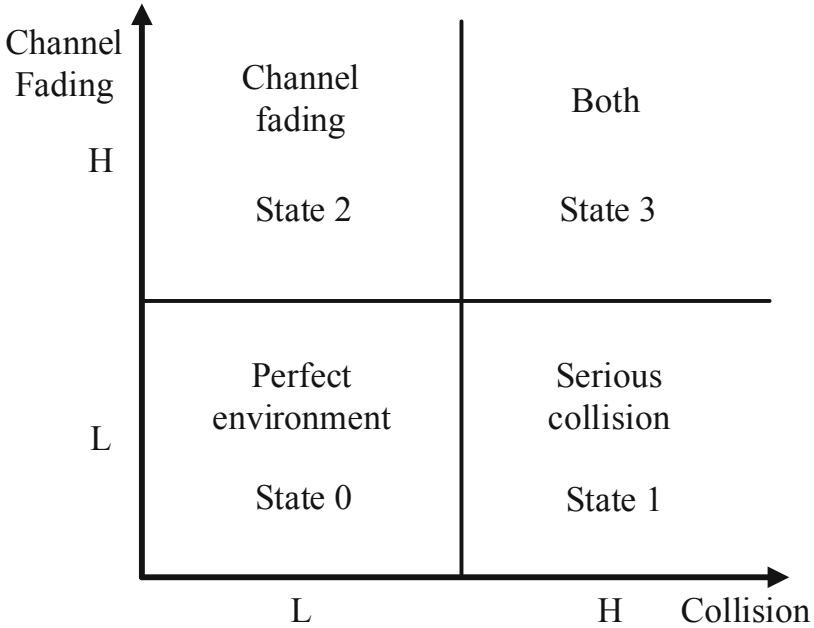 Channel
Fading
H
L
Channel
fading
State 2
Both
State 3
Perfect
environment
State 0
Serious
collision
State 1
L
H
Collision